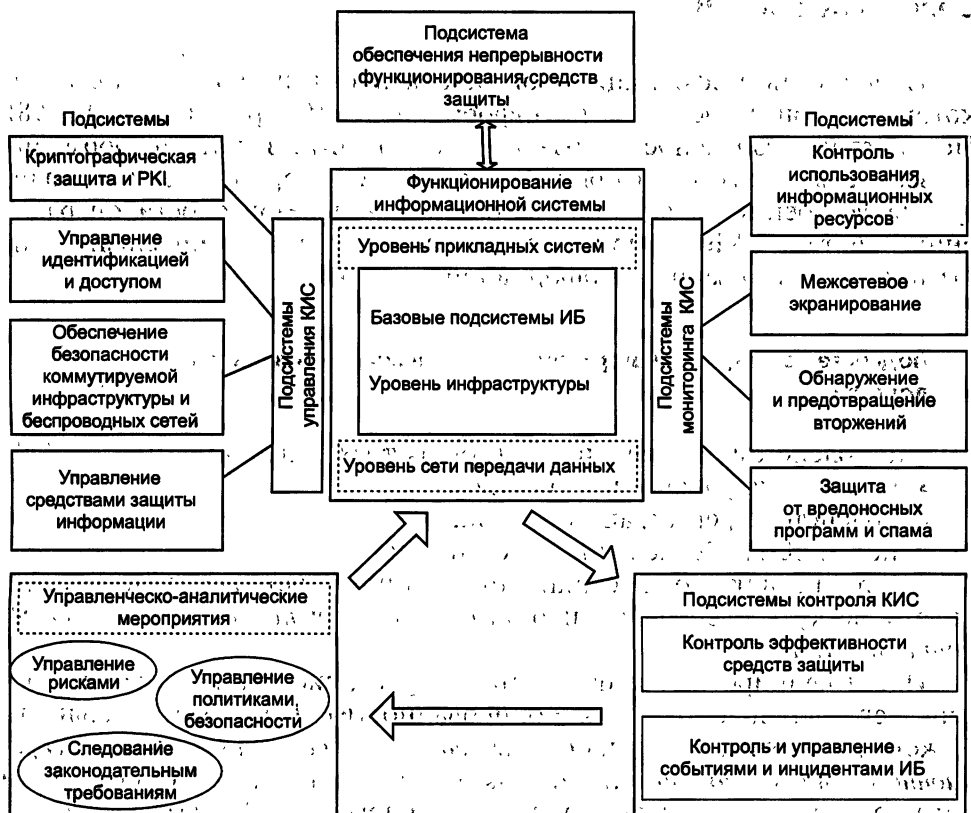 Подсистема
обеспечения непрерывности
функционирования средств
защиты
Подсистемы
Криптографическая
защита и PKI
Управление
идентификацией
и доступом
Обеспечение
безопасности
коммутируемой
инфраструктуры и
беспроводных сетей
Управление
средствами защиты
информации
Подсистемы
управления КИС
Функционирование
информационной системы
Уровень прикладных систем
Базовые подсистемы ИБ
Уровень инфраструктуры
Уровень сети передачи данных
Подсистемы
мониторинга КИС
Подсистемы
Контроль
использования
информационных
ресурсов
Межсетевое
экранирование
Обнаружение
и предотвращение
вторжений
Защита
от вредоносных
программ и спама
Управленческо-аналитические
мероприятия
Управление
рисками
Управление
политиками
безопасности
Следование
законодательным
требованиям
Подсистемы контроля КИС
Контроль эффективности
средств защиты
Контроль и управление
событиями и инцидентами ИБ